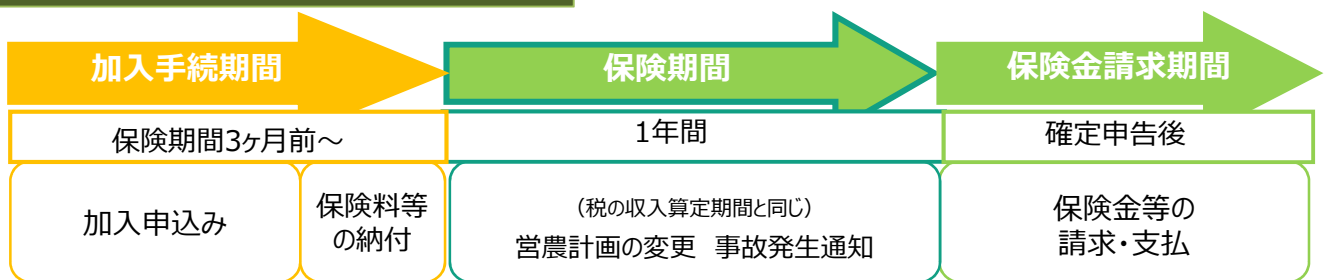 加入手続期間
保険期間
保険金請求期間
保険期間3ヶ月前～
1年間
確定申告後
加入申込み
保険料等
の納付
（税の収入算定期間と同じ）
営農計画の変更 事故発生通知
保険金等の
請求・支払